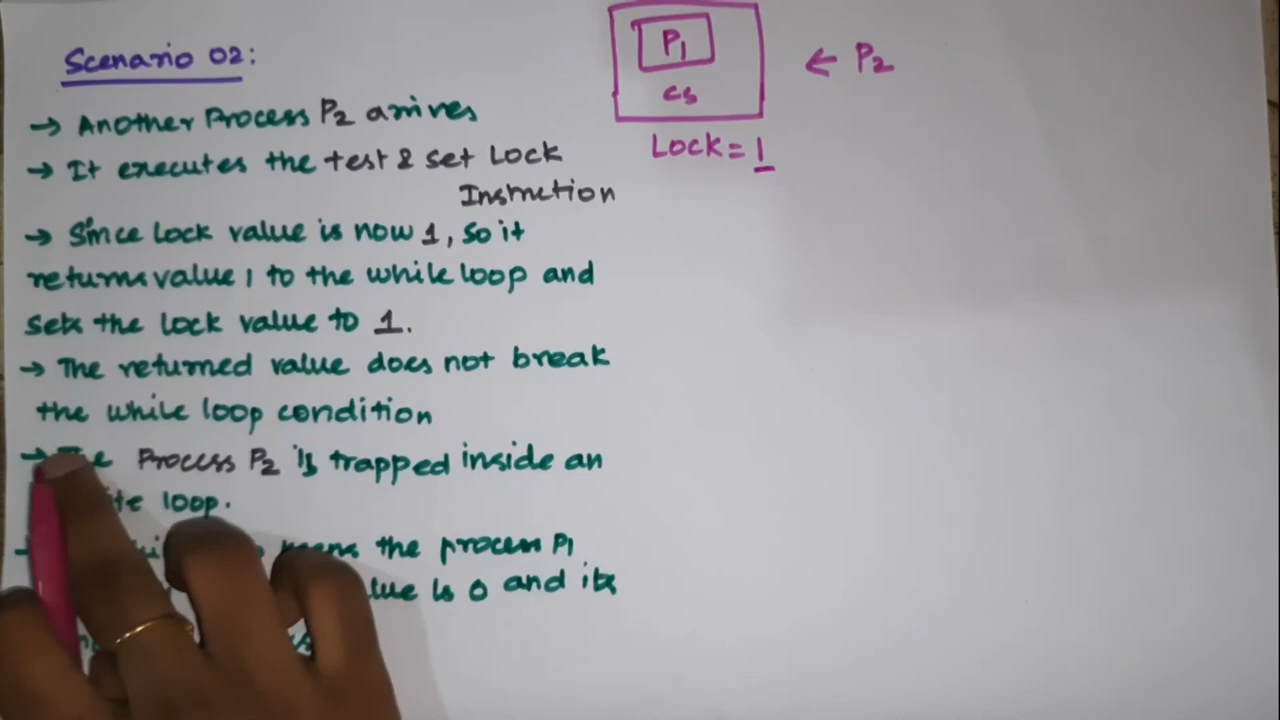 Scenario 02:
→ Another Process P2 arrives
→ It executes the test & set Lock
Instruction
→ Since Lock value is now 1, so it
returns value 1 to the while loop and
sets the lock value to 1.
→ The returned value does not break
the while loop condition
→ The Process P2 is trapped inside an
loop.
the process P1
is 0 and its
P1
CS
Lock = 1
← P2